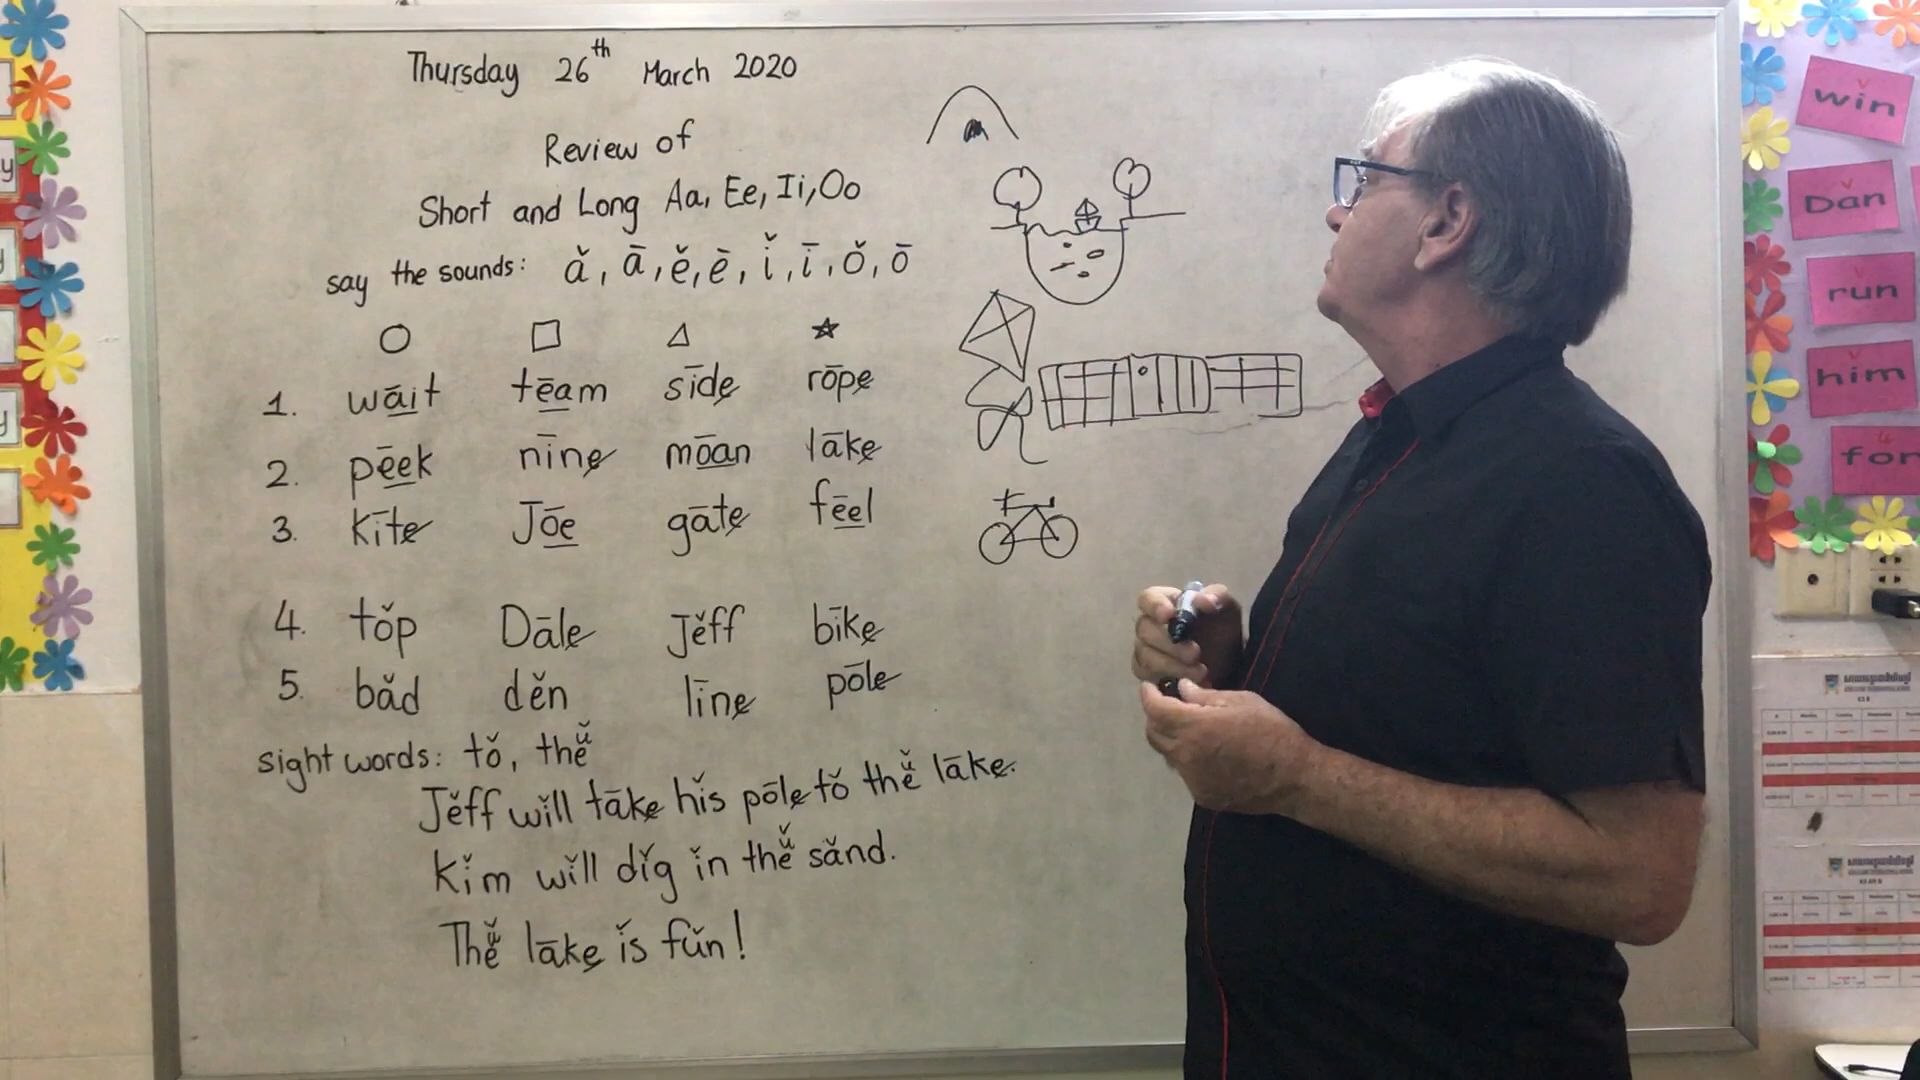 Thursday 26th March 2020
Review of
Short and Long Aa, Ee, Ii, Oo
say the sounds: ă, ā, ĕ, ē, ĭ, ī, ŏ, ō
1. wāit tēam sīde rōpe
2. pēek nīne mōan lāke
3. kīte Jōe gāte fēel
4. tŏp Dāle Jĕff bīke
5. băd dĕn līne pōle
sight words: tŏ, thĕ ŭ
Jĕff wĭll tāke hĭs pōle tŏ thĕ ŭ lāke.
Kĭm wĭll dĭg ĭn thĕ ŭ sănd.
Thĕ ŭ lāke ĭs fŭn!
win
Dan
run
him
for